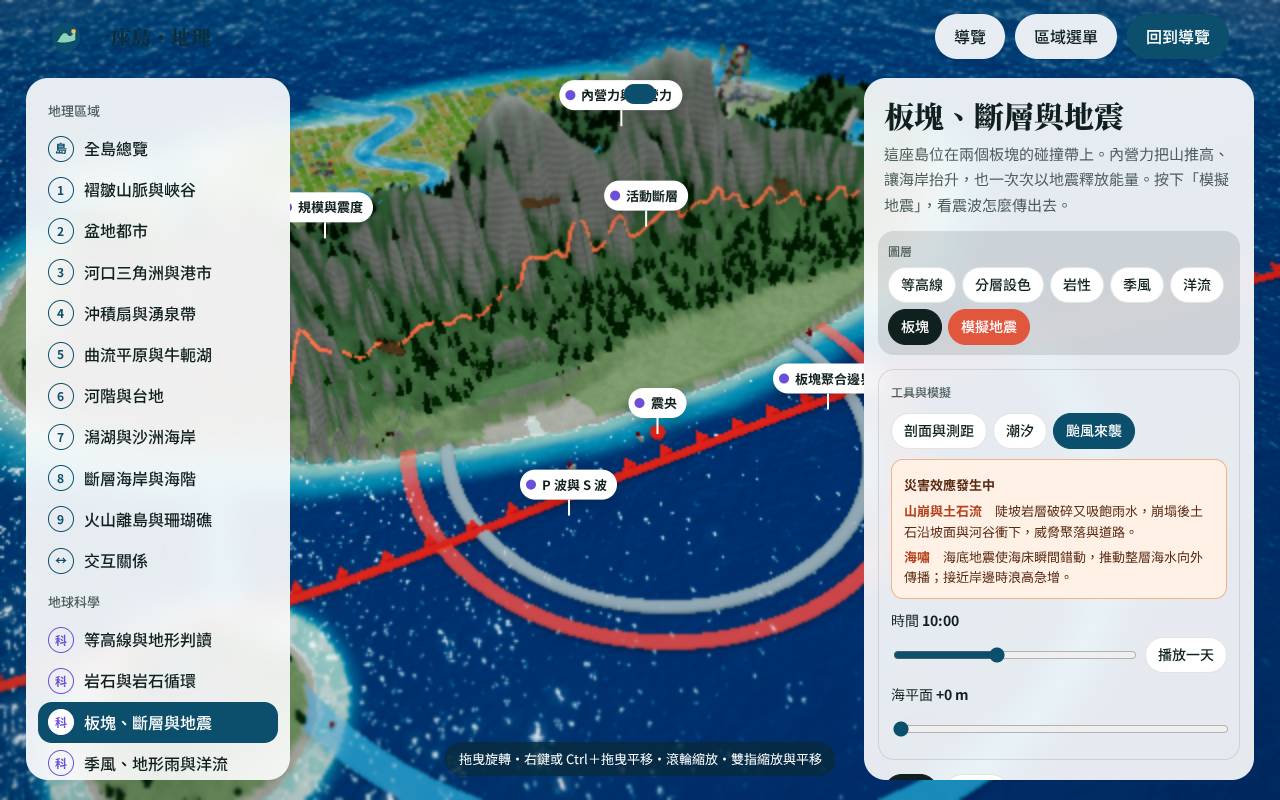 座島・地理
導覽
區域選單
回到導覽
地理區域
島 全島總覽
1 褶皺山脈與峽谷
2 盆地都市
3 河口三角洲與港市
4 沖積扇與湧泉帶
5 曲流平原與牛軛湖
6 河階與台地
7 潟湖與沙洲海岸
8 斷層海岸與海階
9 火山離島與珊瑚礁
↔ 交互關係
地球科學
科 等高線與地形判讀
科 岩石與岩石循環
科 板塊、斷層與地震
科 季風、地形雨與洋流
內營力
力
活動斷層
規模與震度
板塊聚合邊
震央
P 波與 S 波
拖曳旋轉・右鍵或 Ctrl＋拖曳平移・滾輪縮放・雙指縮放與平移
板塊、斷層與地震
這座島位在兩個板塊的碰撞帶上。內營力把山推高、
讓海岸抬升，也一次次以地震釋放能量。按下「模擬
地震」，看震波怎麼傳出去。
圖層
等高線 分層設色 岩性 季風 洋流
板塊 模擬地震
工具與模擬
剖面與測距 潮汐 颱風來襲
災害效應發生中
山崩與土石流 陡坡岩層破碎又吸飽雨水，崩塌後土
石沿坡面與河谷衝下，威脅聚落與道路。
海嘯 海底地震使海床瞬間錯動，推動整層海水向外
傳播；接近岸邊時浪高急增。
時間 10:00
播放一天
海平面 +0 m